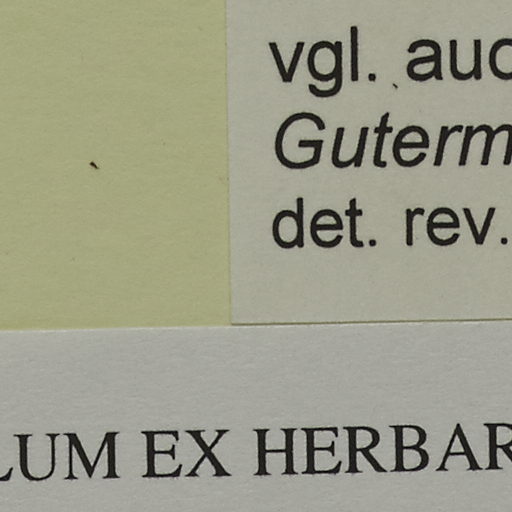 vgl. auc
Guterm
det. rev.
LUM EX HERBAR